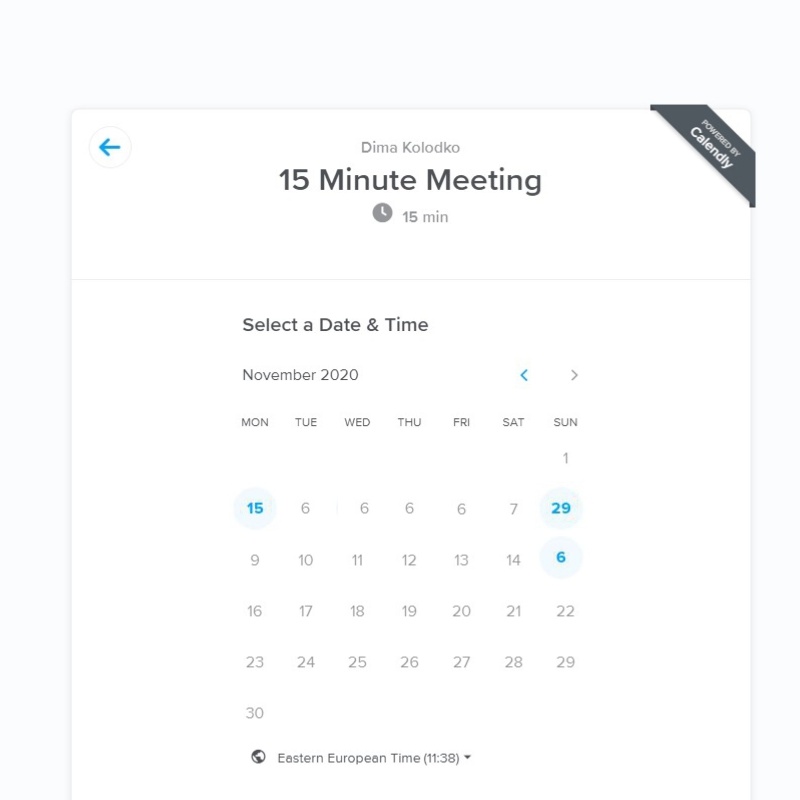 POWERED BY
Calendly
Dima Kolodko
15 Minute Meeting
15 min
Select a Date & Time
November 2020
MON TUE WED THU FRI SAT SUN
1
15 6 6 6 6 7 29
9 10 11 12 13 14 6
16 17 18 19 20 21 22
23 24 25 26 27 28 29
30
Eastern European Time (11:38)